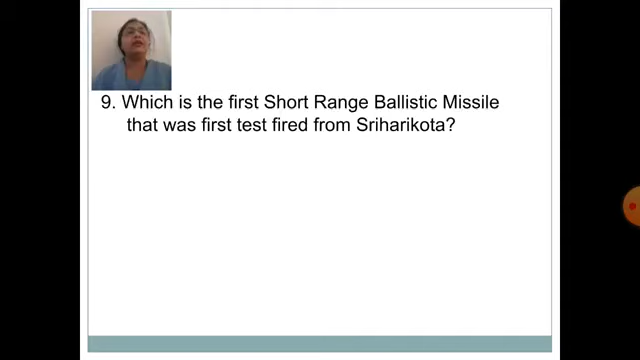 9. Which is the first Short Range Ballistic Missile
that was first test fired from Sriharikota?